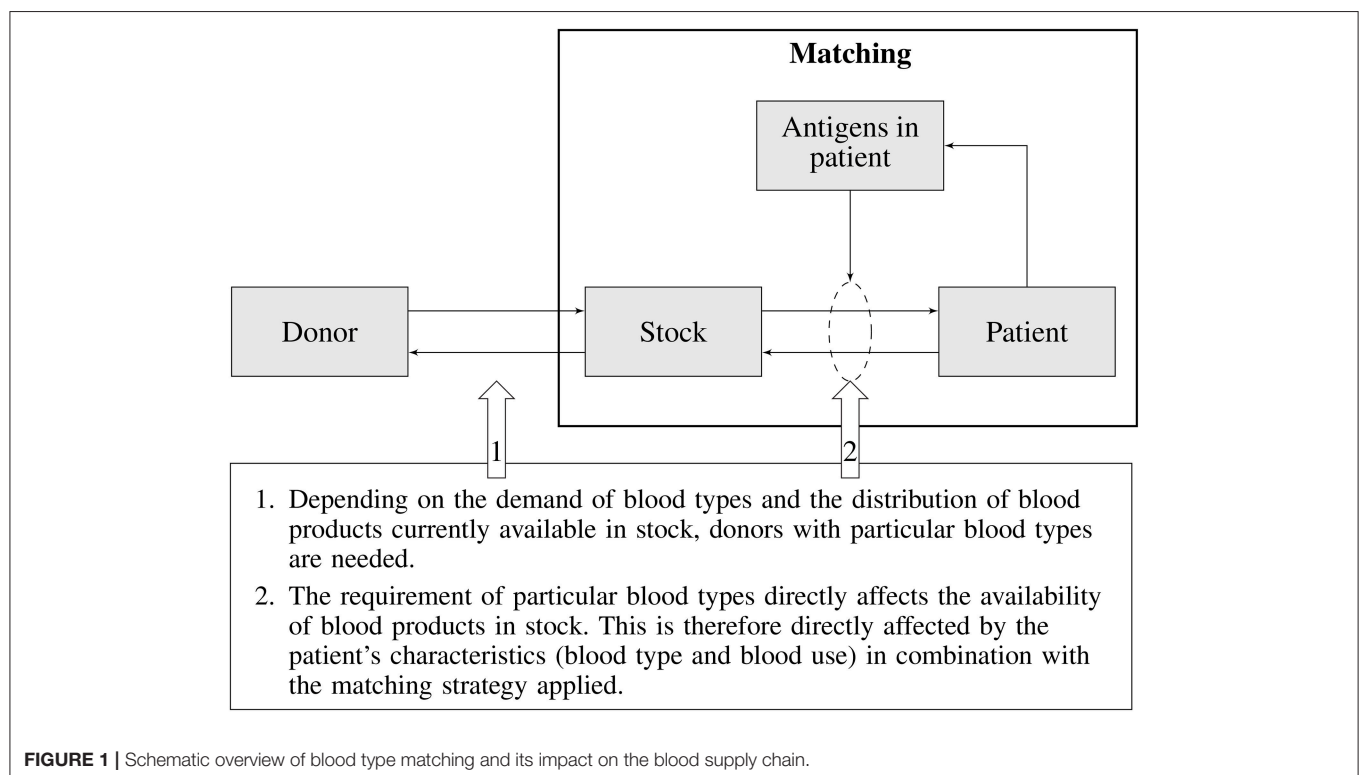 Matching
Antigens in
patient
Donor
Stock
Patient
1
2
1. Depending on the demand of blood types and the distribution of blood
products currently available in stock, donors with particular blood types
are needed.
2. The requirement of particular blood types directly affects the availability
of blood products in stock. This is therefore directly affected by the
patient's characteristics (blood type and blood use) in combination with
the matching strategy applied.
FIGURE 1 | Schematic overview of blood type matching and its impact on the blood supply chain.